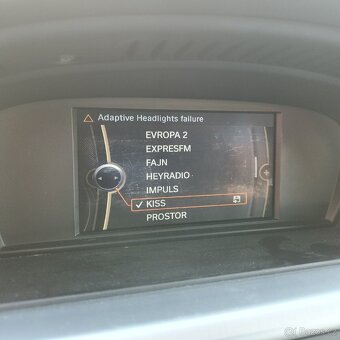 Adaptive Headlights failure
EVROPA 2
EXPRESFM
FAJN
HEYRADIO
IMPULS
KISS
PROSTOR